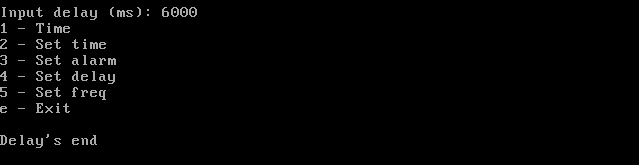 Input delay (ms): 6000
1 - Time
2 - Set time
3 - Set alarm
4 - Set delay
5 - Set freq
e - Exit
Delay's end